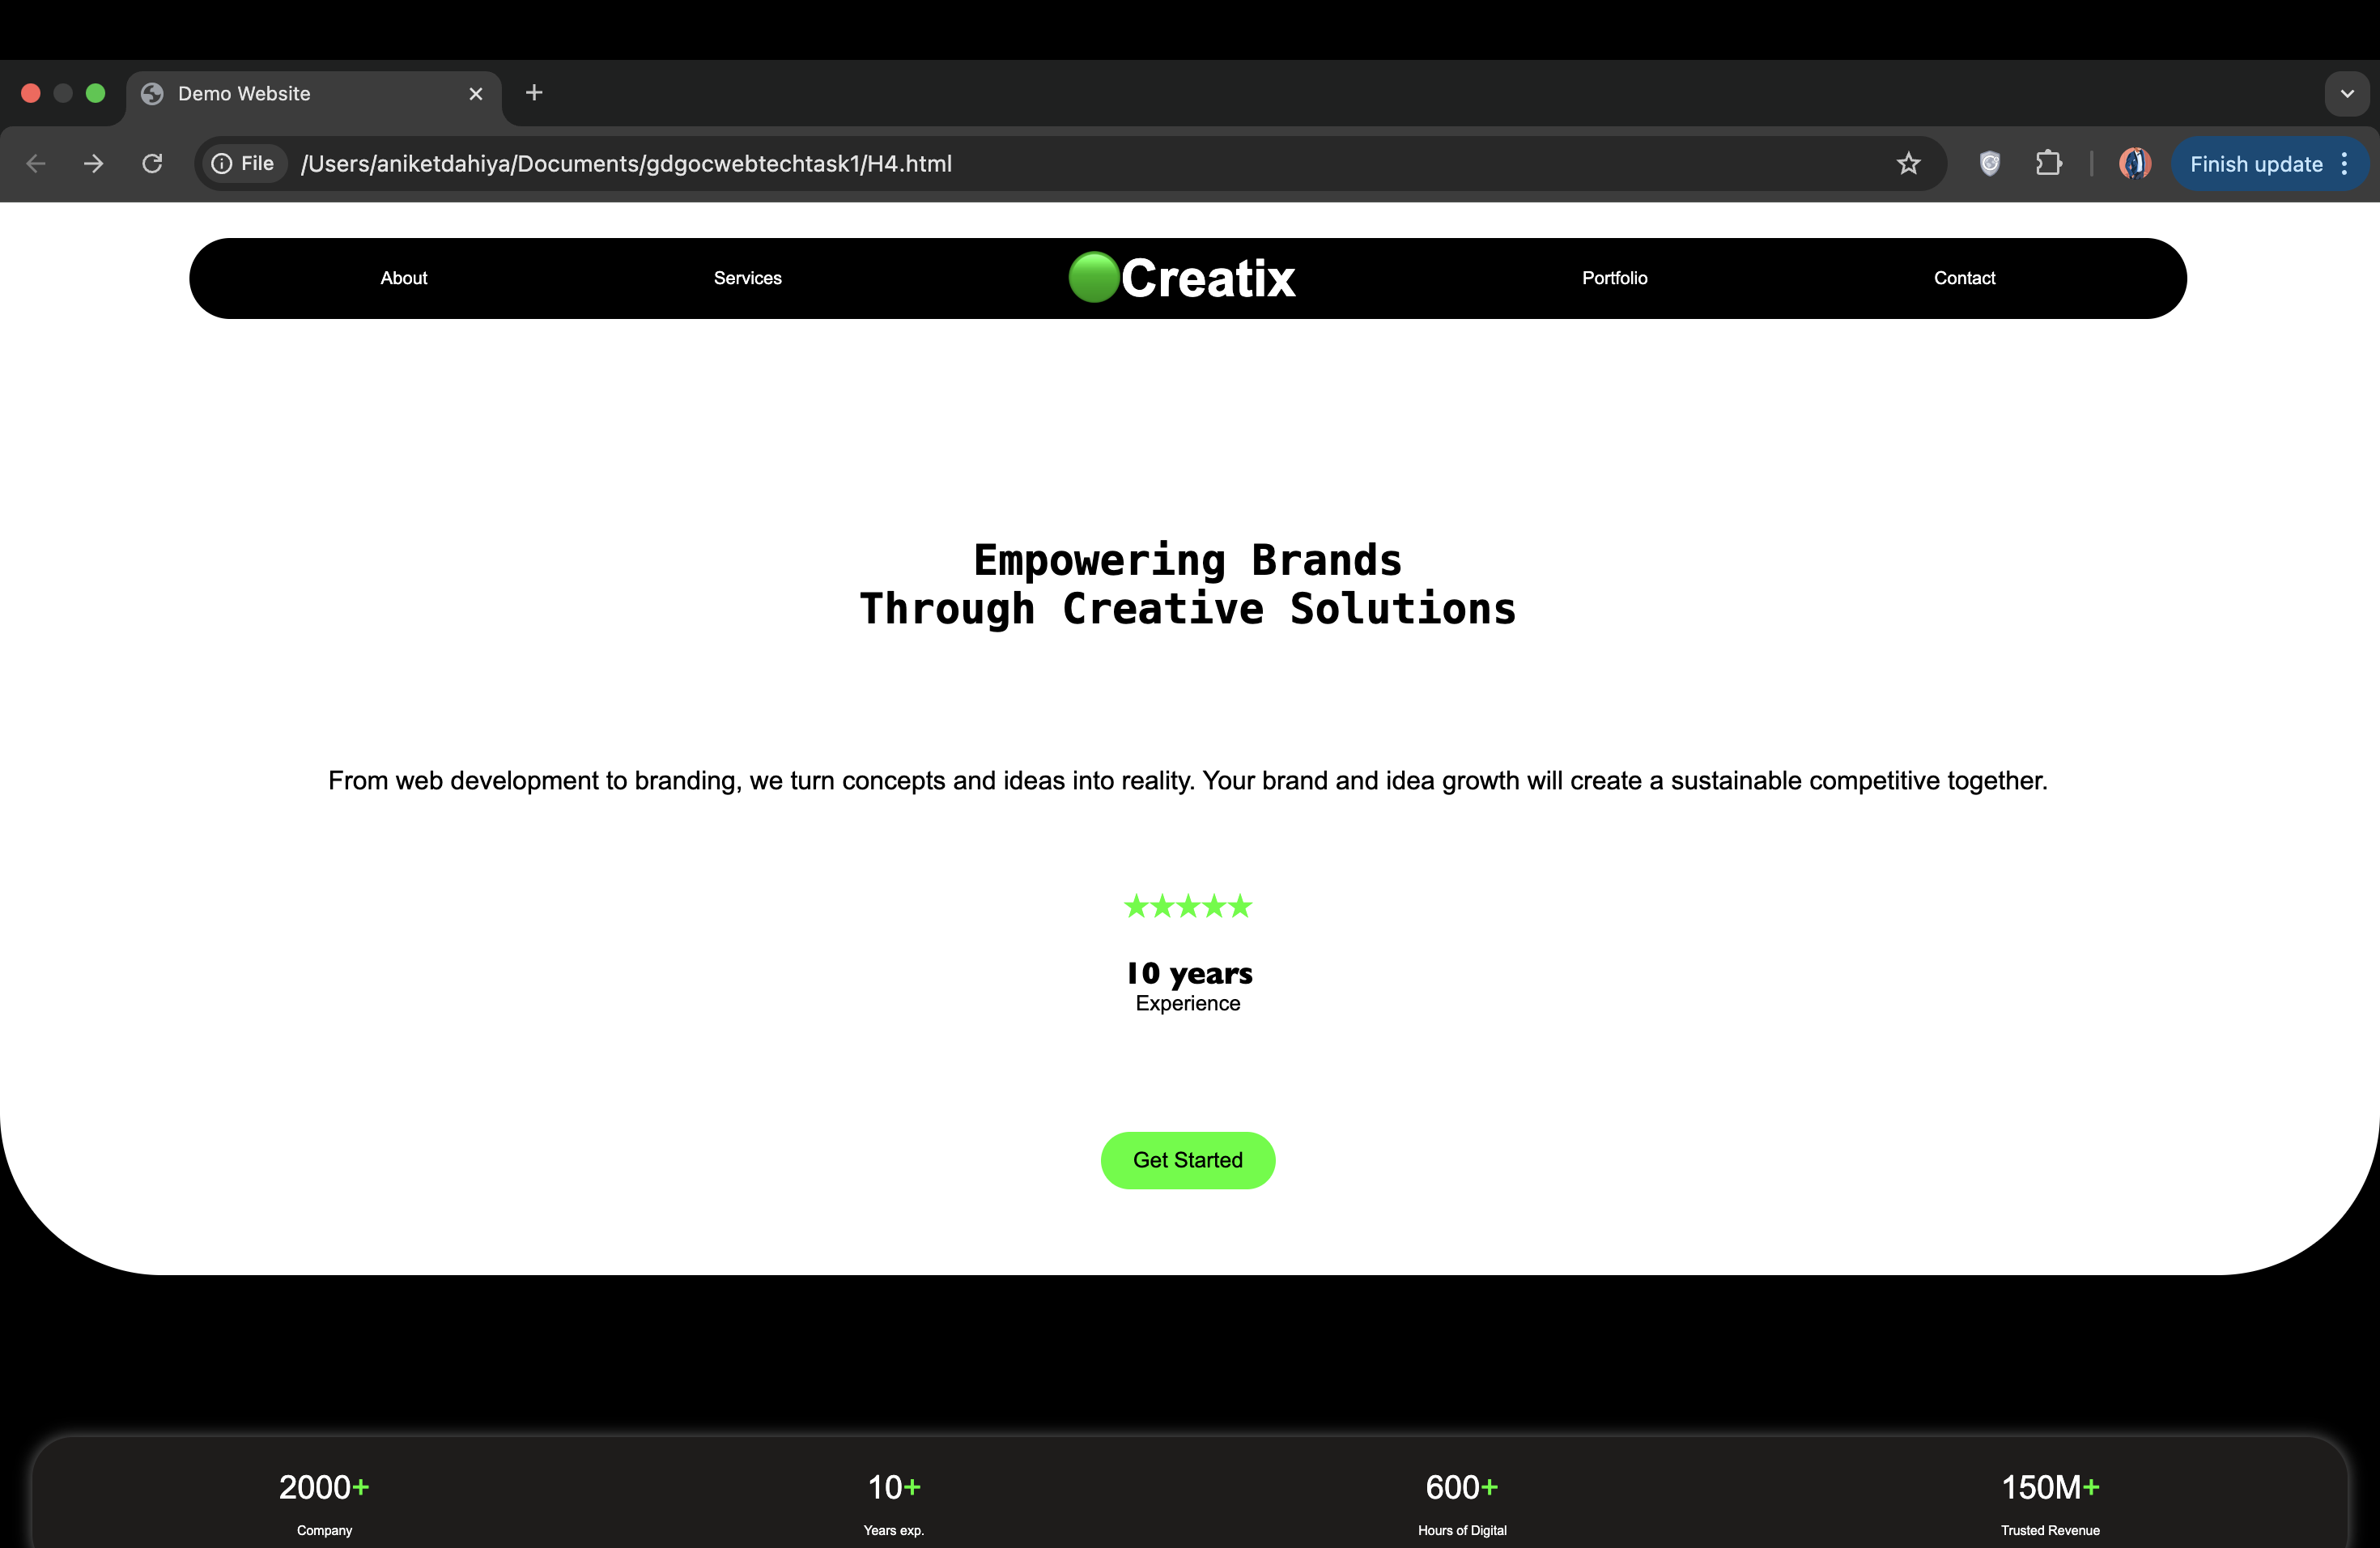 Demo Website
File /Users/aniketdahiya/Documents/gdgocwebtechtask1/H4.html
Finish update
About Services Creatix Portfolio Contact
Empowering Brands
Through Creative Solutions
From web development to branding, we turn concepts and ideas into reality. Your brand and idea growth will create a sustainable competitive together.
★★★★★
10 years
Experience
Get Started
2000+ 10+ 600+ 150M+
Company Years exp. Hours of Digital Trusted Revenue